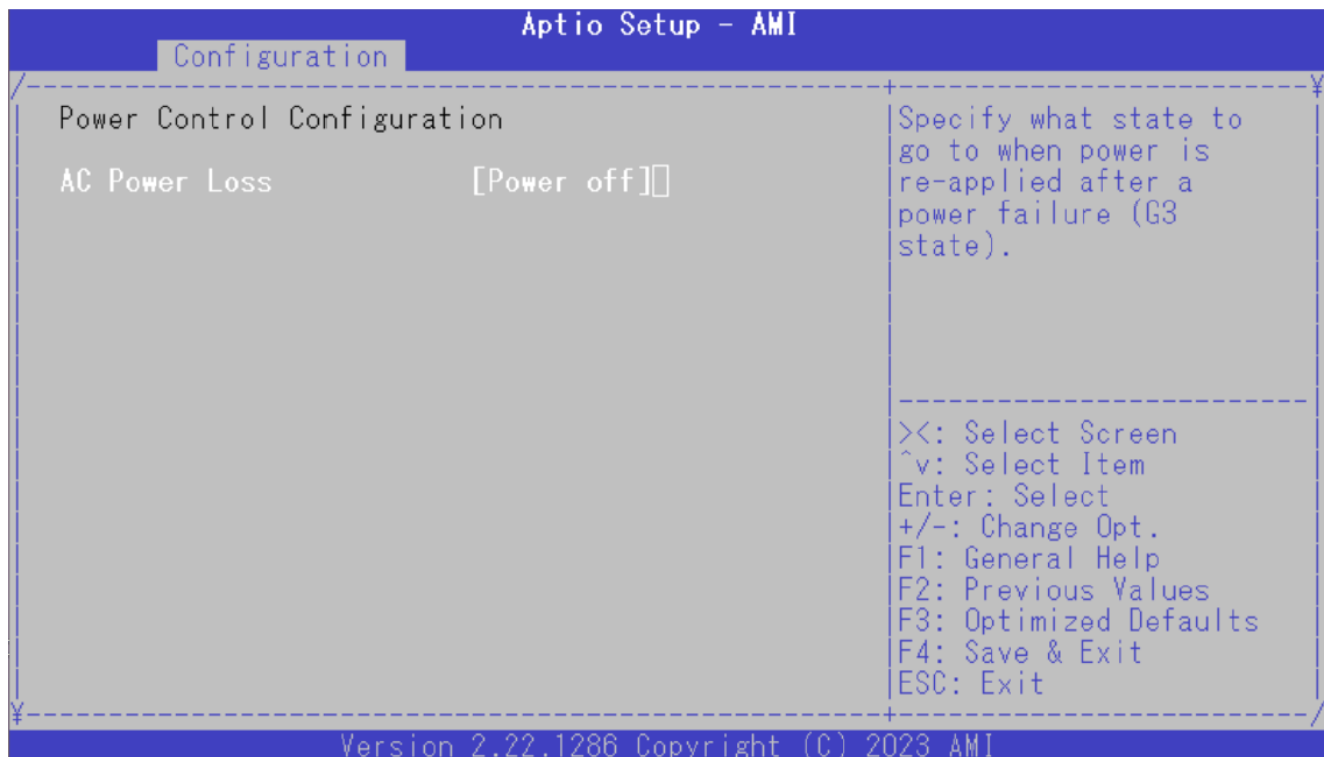 Aptio Setup - AMI
Configuration
Power Control Configuration
AC Power Loss [Power off]
Specify what state to
go to when power is
re-applied after a
power failure (G3
state).
><: Select Screen
^v: Select Item
Enter: Select
+/-: Change Opt.
F1: General Help
F2: Previous Values
F3: Optimized Defaults
F4: Save & Exit
ESC: Exit
Version 2.22.1286 Copyright (C) 2023 AMI